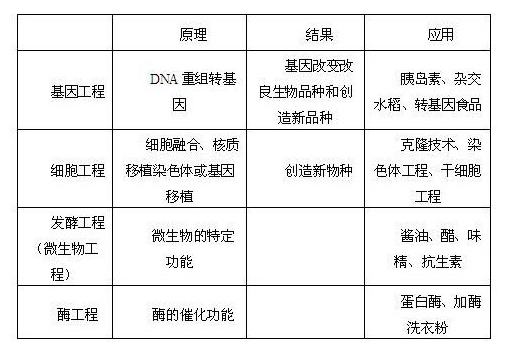 原理 结果 应用
基因工程
DNA 重组转基
因
基因改变改
良生物品种和创
造新品种
胰岛素、杂交
水稻、转基因食品
细胞工程
细胞融合、核质
移植染色体或基因
移植
创造新物种
克隆技术、染
色体工程、干细胞
工程
发酵工程
（微生物工
程）
微生物的特定
功能
酱油、醋、味
精、抗生素
酶工程
酶的催化功能
蛋白酶、加酶
洗衣粉